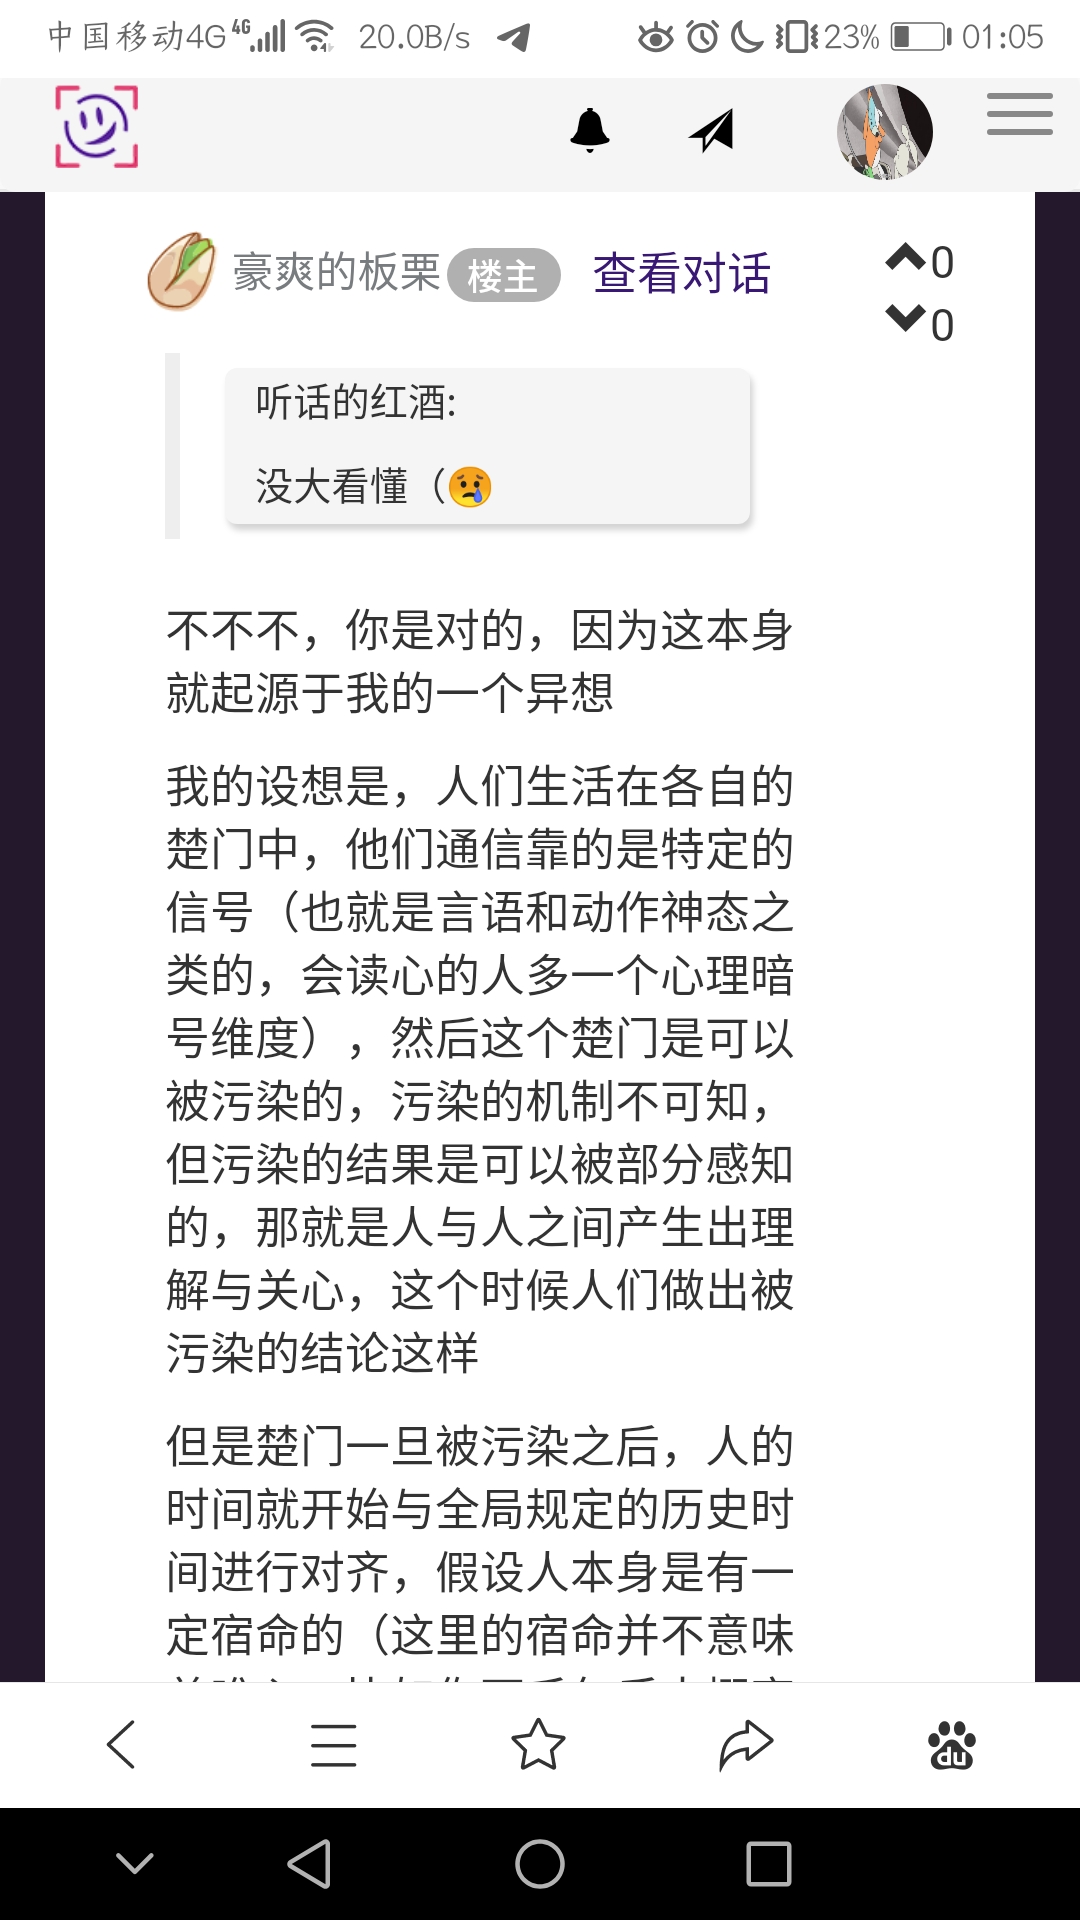 中国移动4G 4G 20.0B/s 23% 01:05
豪爽的板栗 楼主 查看对话 0
0
听话的红酒:
没大看懂（😢
不不不，你是对的，因为这本身
就起源于我的一个异想
我的设想是，人们生活在各自的
楚门中，他们通信靠的是特定的
信号（也就是言语和动作神态之
类的，会读心的人多一个心理暗
号维度），然后这个楚门是可以
被污染的，污染的机制不可知，
但污染的结果是可以被部分感知
的，那就是人与人之间产生出理
解与关心，这个时候人们做出被
污染的结论这样
但是楚门一旦被污染之后，人的
时间就开始与全局规定的历史时
间进行对齐，假设人本身是有一
定宿命的（这里的宿命并不意味
du